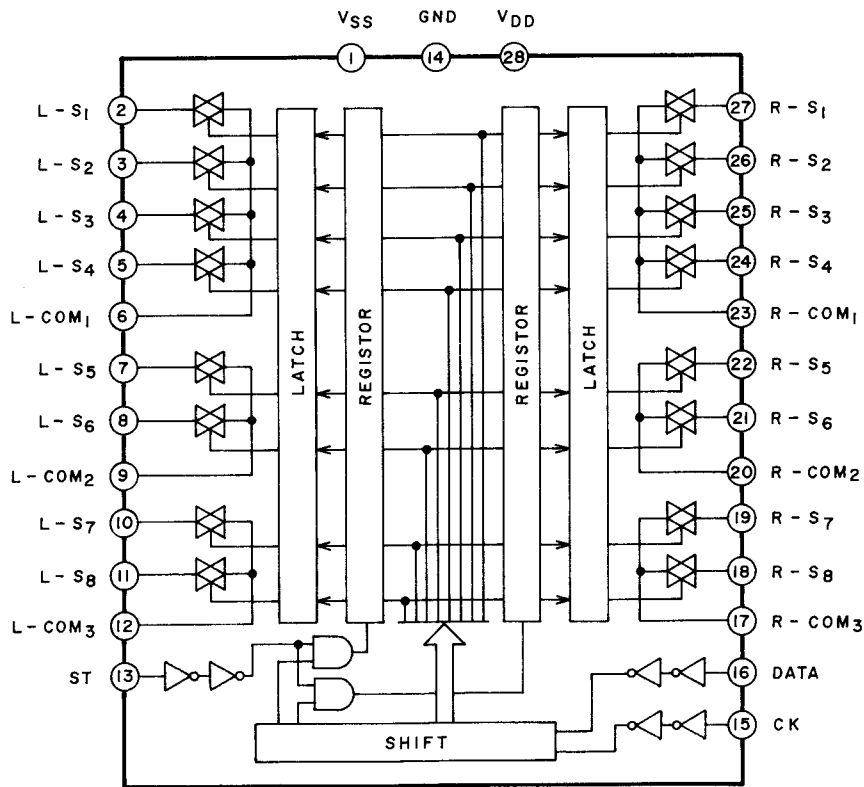 VSS GND VDD
1 14 28
L-S1 2 27 R-S1
L-S2 3 26 R-S2
L-S3 4 25 R-S3
L-S4 5 24 R-S4
L-COM1 6 23 R-COM1
L-S5 7 22 R-S5
L-S6 8 21 R-S6
L-COM2 9 20 R-COM2
L-S7 10 19 R-S7
L-S8 11 18 R-S8
L-COM3 12 17 R-COM3
LATCH REGISTOR REGISTOR LATCH
ST 13 16 DATA
15 CK
SHIFT